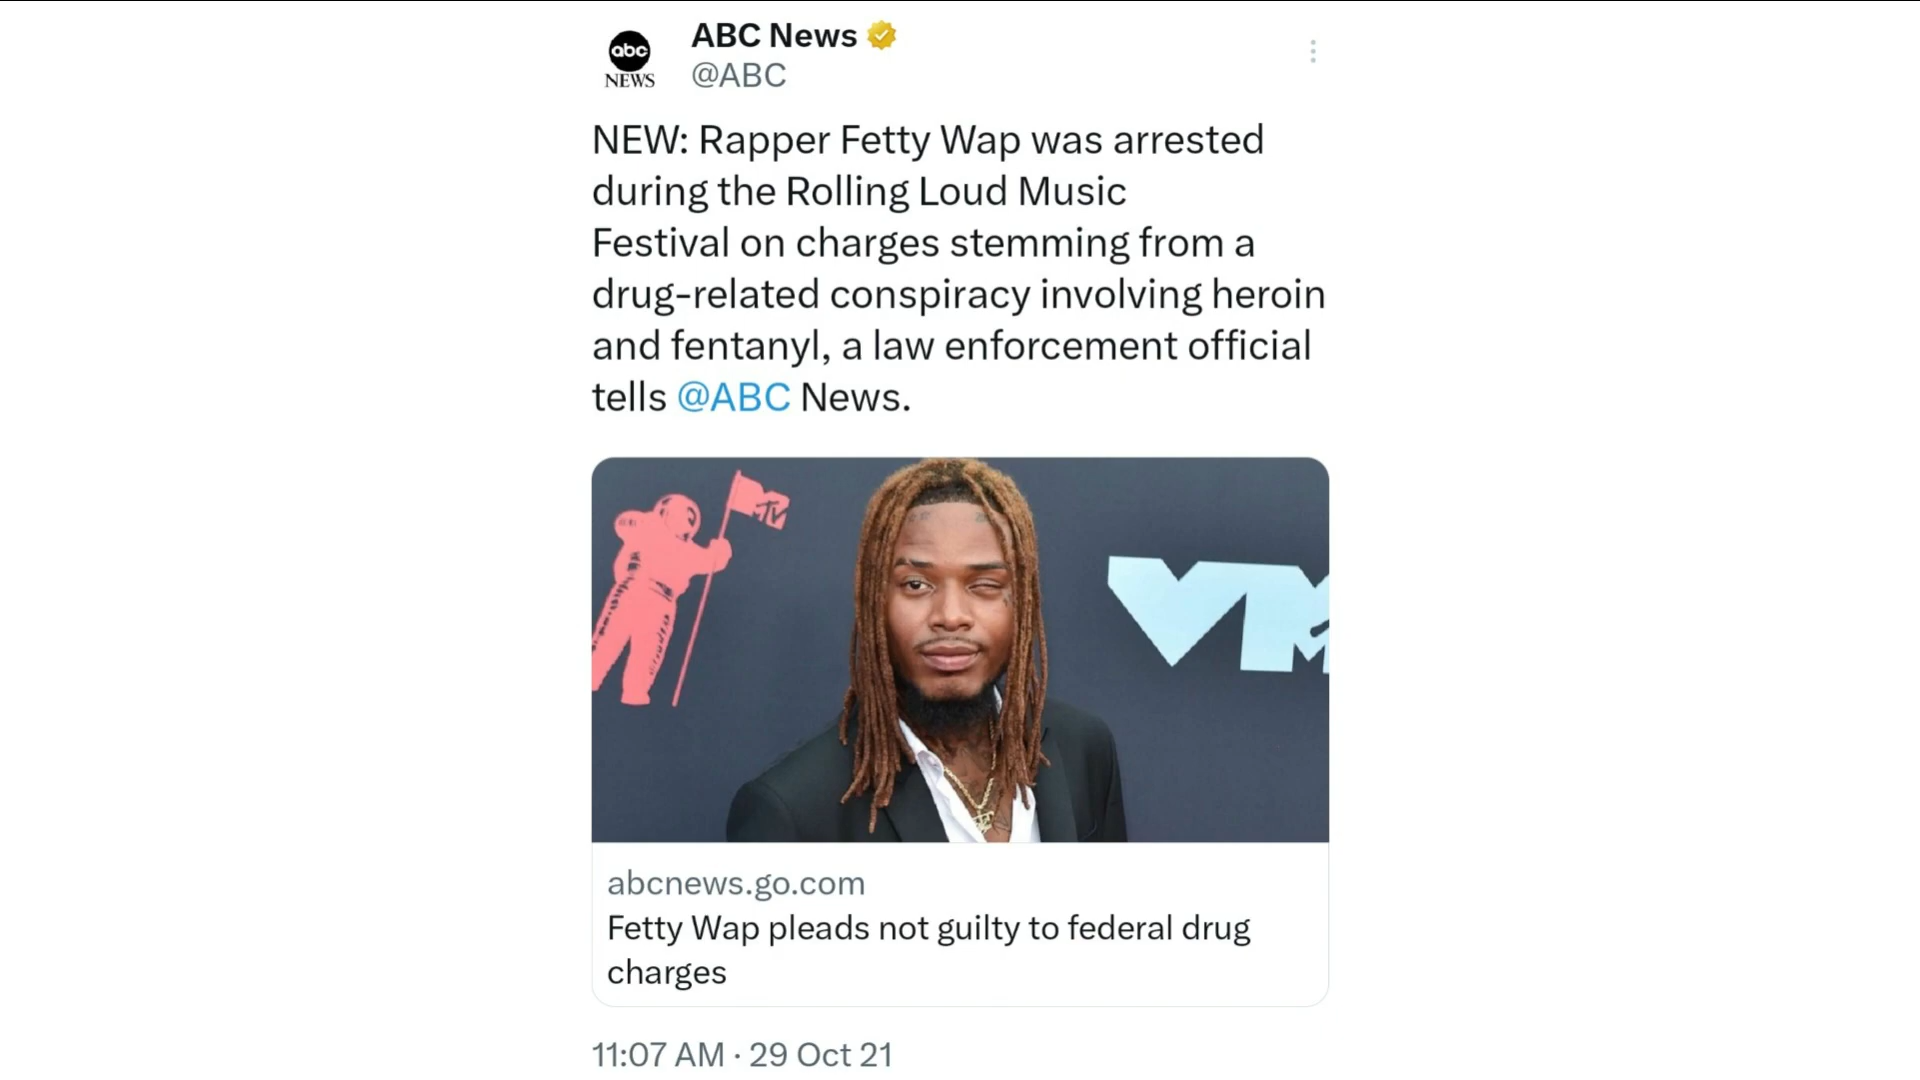 abc
NEWS
ABC News
@ABC
NEW: Rapper Fetty Wap was arrested
during the Rolling Loud Music
Festival on charges stemming from a
drug-related conspiracy involving heroin
and fentanyl, a law enforcement official
tells @ABC News.
MTV
VM
abcnews.go.com
Fetty Wap pleads not guilty to federal drug
charges
11:07 AM · 29 Oct 21